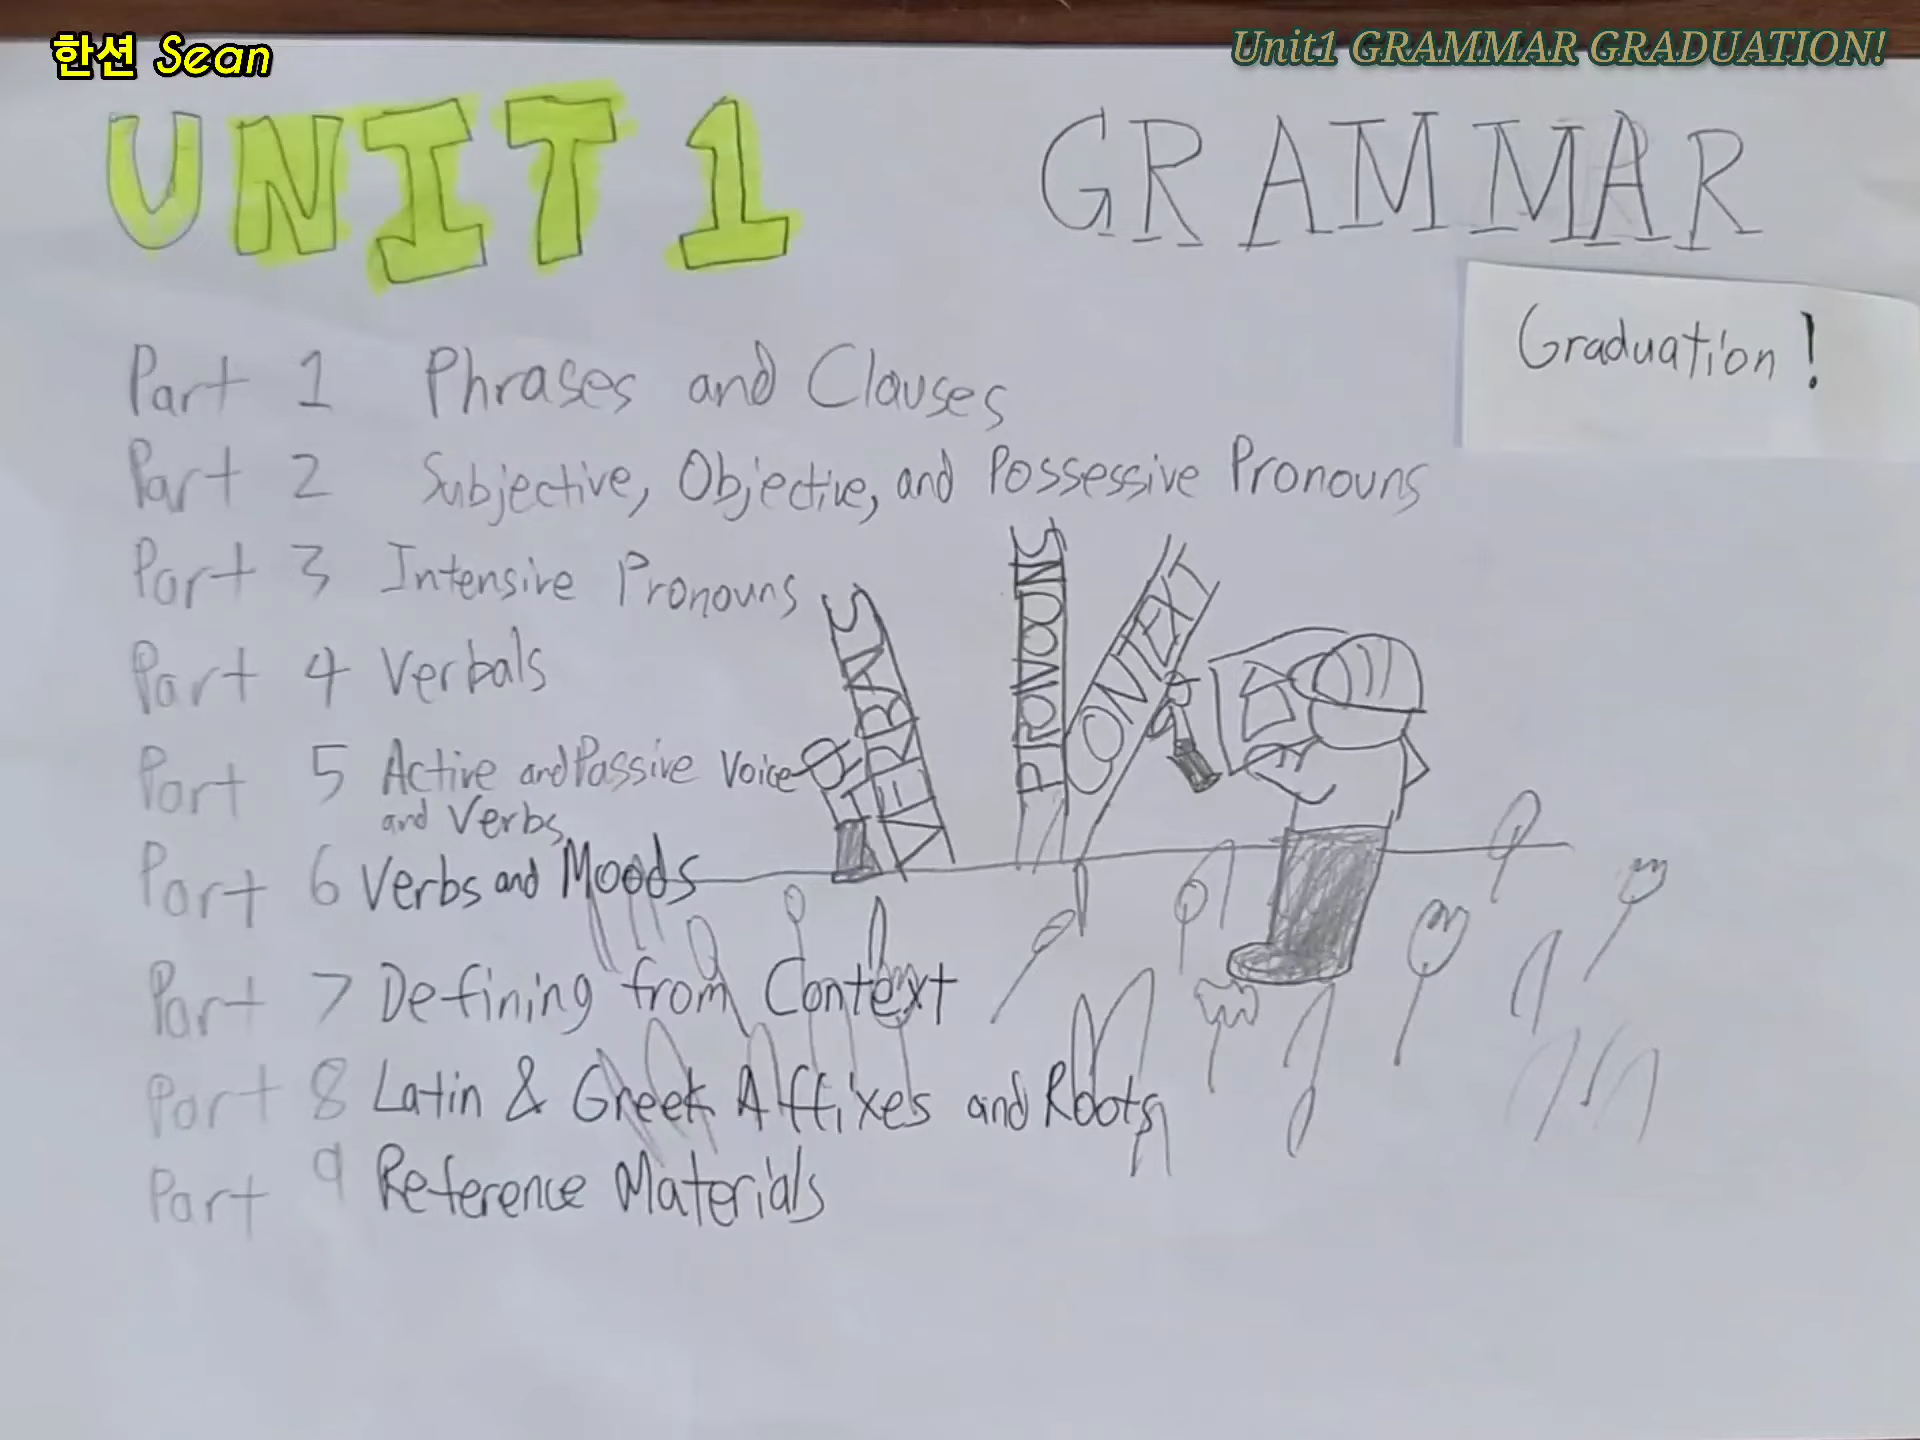 한션 Sean
Unit1 GRAMMAR GRADUATION!
UNIT 1
GRAMMAR
Graduation!
Part 1 Phrases and Clauses
Part 2 Subjective, Objective, and Possessive Pronouns
Part 3 Intensive Pronouns
Part 4 Verbals
Part 5 Active and Passive Voice
and Verbs
Part 6 Verbs and Moods
Part 7 Defining from Context
Part 8 Latin & Greek Affixes and Roots
Part 9 Reference Materials
VERBALS
PRONOUNS
CONTEXT